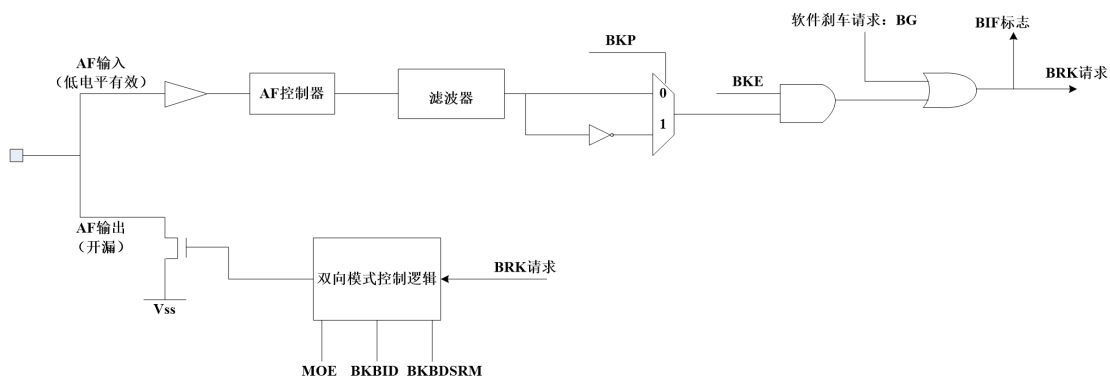 软件刹车请求：BG
BIF标志
BKP
AF输入
（低电平有效）
BRK请求
AF控制器
滤波器
0
1
BKE
AF输出
（开漏）
双向模式控制逻辑
BRK请求
Vss
MOE
BKBID
BKBDSRM